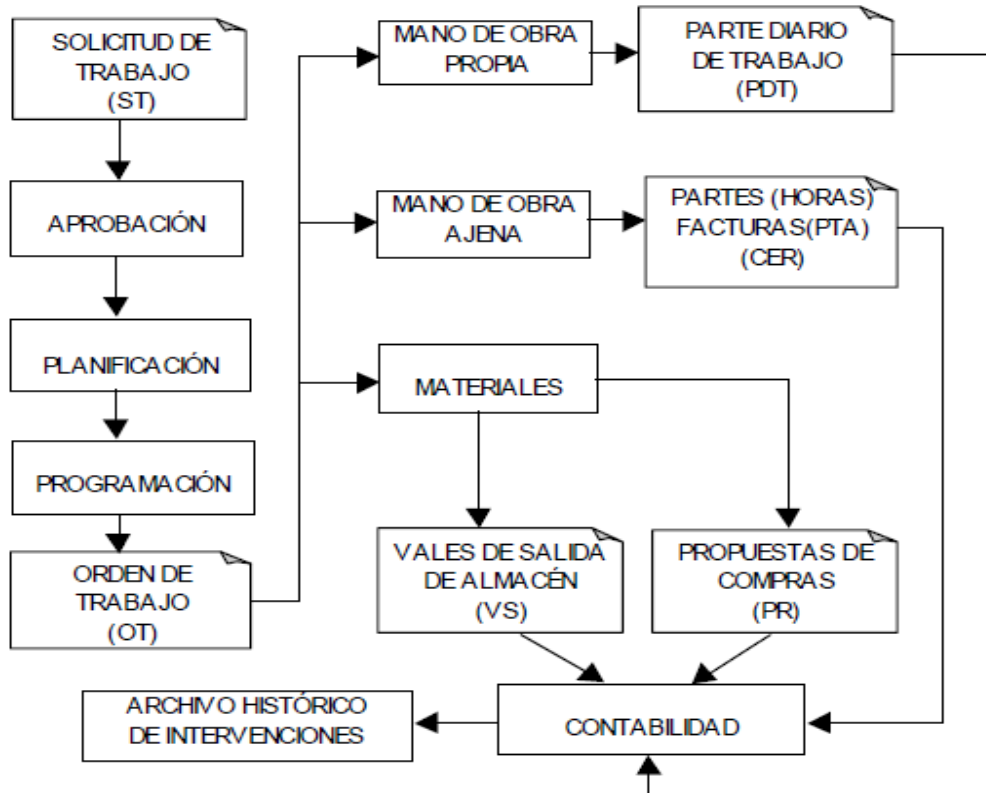 SOLICITUD DE
TRABAJO
(ST)
APROBACIÓN
PLANIFICACIÓN
PROGRAMACIÓN
ORDEN DE
TRABAJO
(OT)
MANO DE OBRA
PROPIA
PARTE DIARIO
DE TRABAJO
(PDT)
MANO DE OBRA
AJENA
PARTES (HORAS)
FACTURAS(PTA)
(CER)
MATERIALES
VALES DE SALIDA
DE ALMACÉN
(VS)
PROPUESTAS DE
COMPRAS
(PR)
CONTABILIDAD
ARCHIVO HISTÓRICO
DE INTERVENCIONES